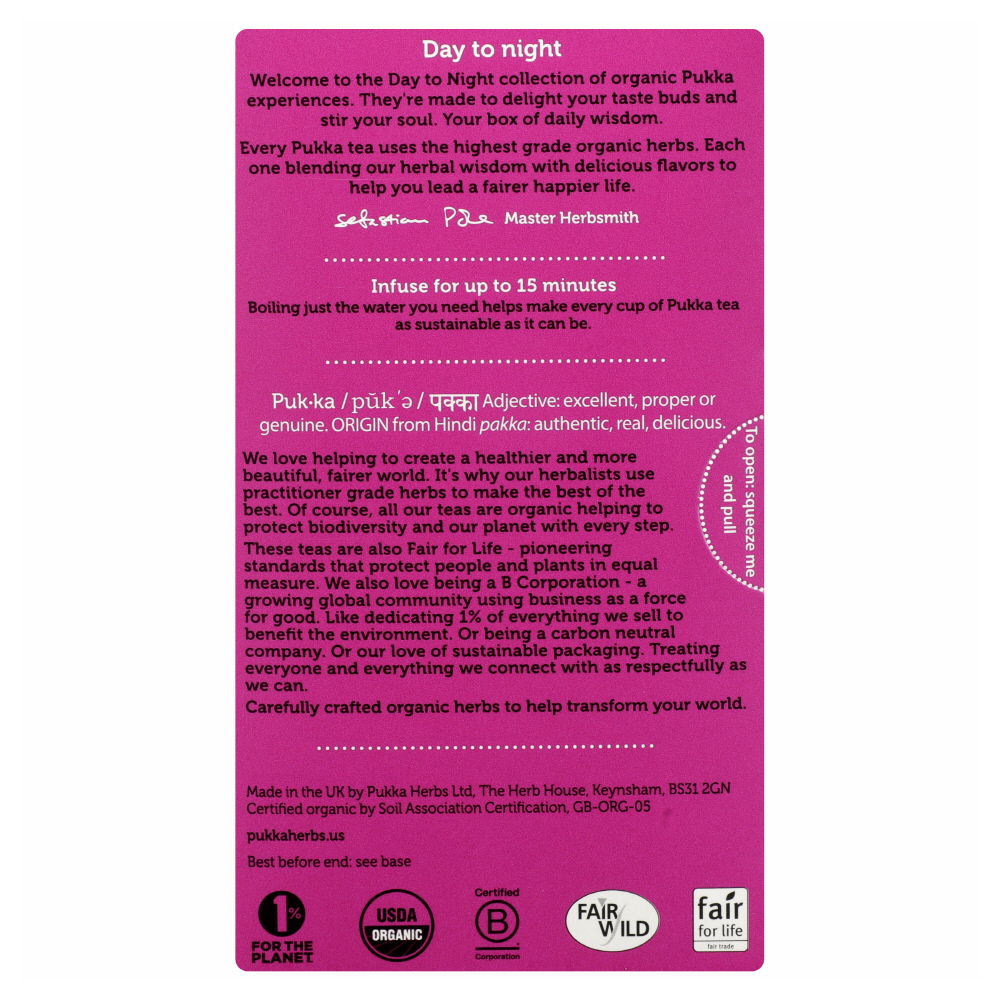 Day to night
Welcome to the Day to Night collection of organic Pukka
experiences. They're made to delight your taste buds and
stir your soul. Your box of daily wisdom.
Every Pukka tea uses the highest grade organic herbs. Each
one blending our herbal wisdom with delicious flavors to
help you lead a fairer happier life.
Sebastian Pole Master Herbsmith
Infuse for up to 15 minutes
Boiling just the water you need helps make every cup of Pukka tea
as sustainable as it can be.
Puk•ka /pŭk′ə/ पक्का Adjective: excellent, proper or
genuine. ORIGIN from Hindi pakka: authentic, real, delicious.
To open: squeeze me
and pull
We love helping to create a healthier and more
beautiful, fairer world. It's why our herbalists use
practitioner grade herbs to make the best of the
best. Of course, all our teas are organic helping to
protect biodiversity and our planet with every step.
These teas are also Fair for Life - pioneering
standards that protect people and plants in equal
measure. We also love being a B Corporation - a
growing global community using business as a force
for good. Like dedicating 1% of everything we sell to
benefit the environment. Or being a carbon neutral
company. Or our love of sustainable packaging. Treating
everyone and everything we connect with as respectfully as
we can.
Carefully crafted organic herbs to help transform your world.
Made in the UK by Pukka Herbs Ltd, The Herb House, Keynsham, BS31 2GN
Certified organic by Soil Association Certification, GB-ORG-05
pukkaherbs.us
Best before end: see base
1%
FOR THE
PLANET
USDA
ORGANIC
Certified
B
Corporation
FAIR
WILD
fair
for life
fair trade